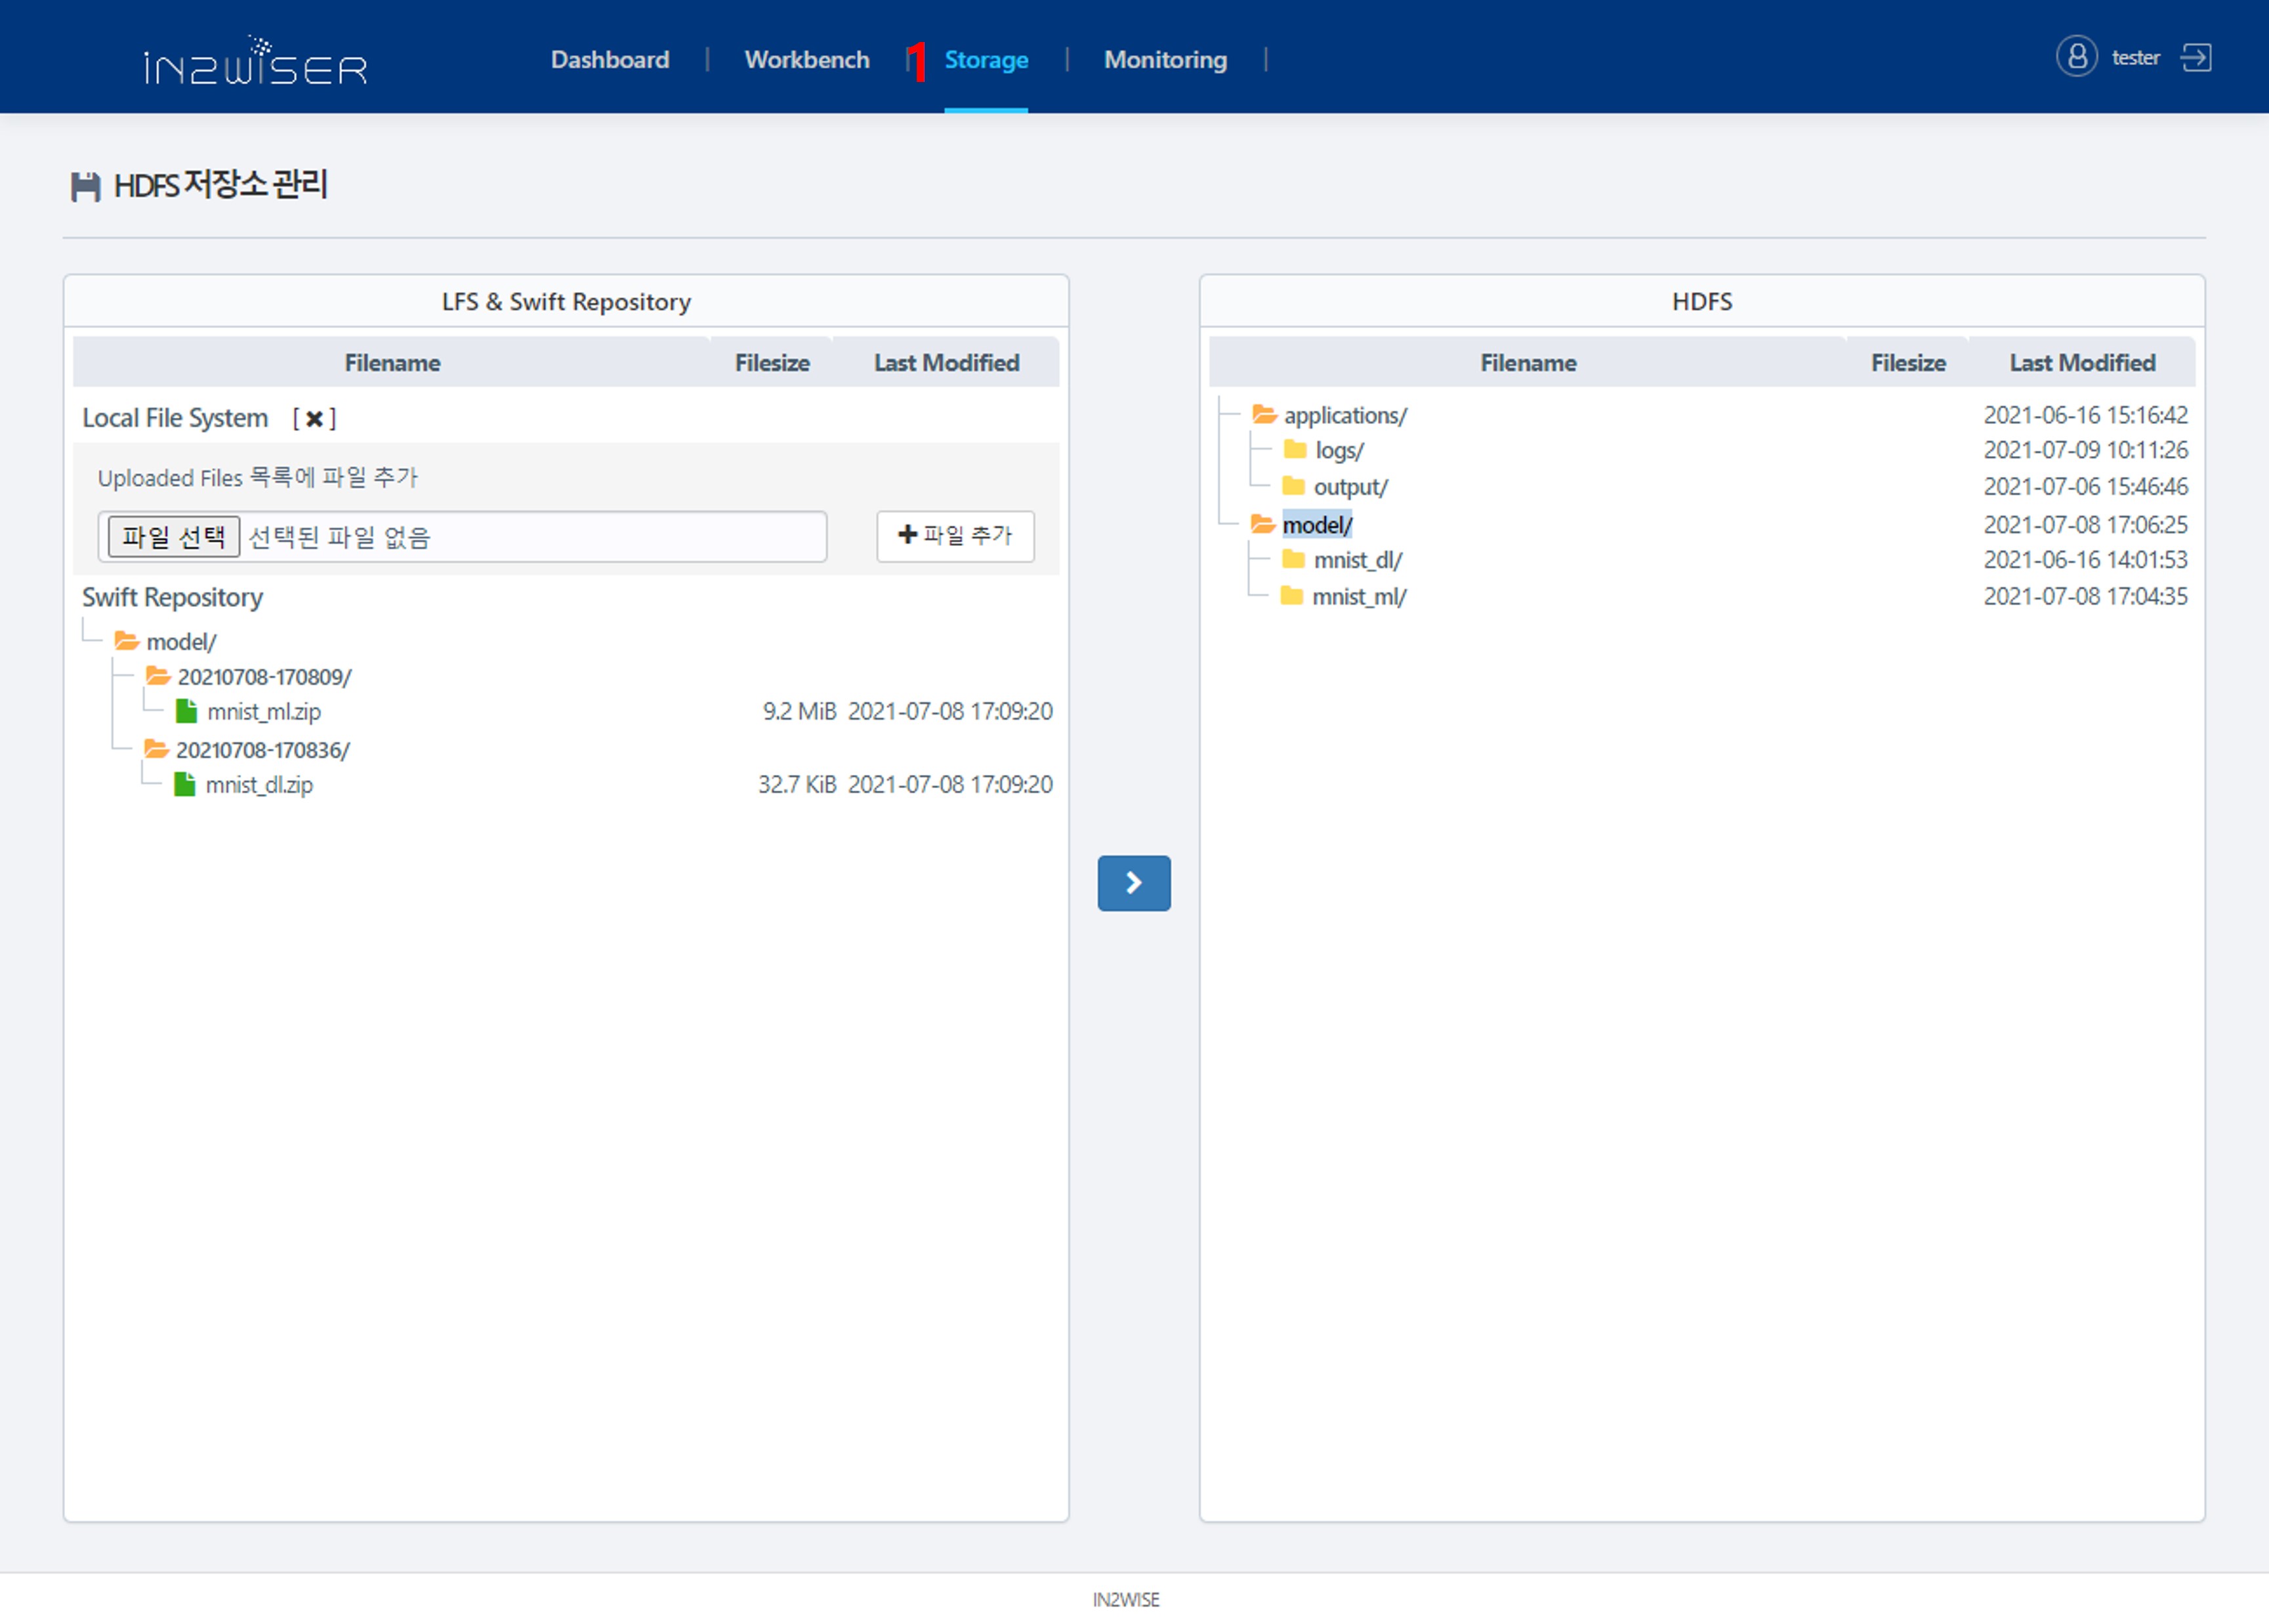 iN2WiSER
Dashboard | Workbench | 1 Storage | Monitoring |
tester
HDFS 저장소 관리
LFS & Swift Repository
Filename Filesize Last Modified
Local File System [✖]
Uploaded Files 목록에 파일 추가
파일 선택 선택된 파일 없음
+ 파일 추가
Swift Repository
model/
20210708-170809/
mnist_ml.zip 9.2 MiB 2021-07-08 17:09:20
20210708-170836/
mnist_dl.zip 32.7 KiB 2021-07-08 17:09:20
HDFS
Filename Filesize Last Modified
applications/ 2021-06-16 15:16:42
logs/ 2021-07-09 10:11:26
output/ 2021-07-06 15:46:46
model/ 2021-07-08 17:06:25
mnist_dl/ 2021-06-16 14:01:53
mnist_ml/ 2021-07-08 17:04:35
IN2WISE